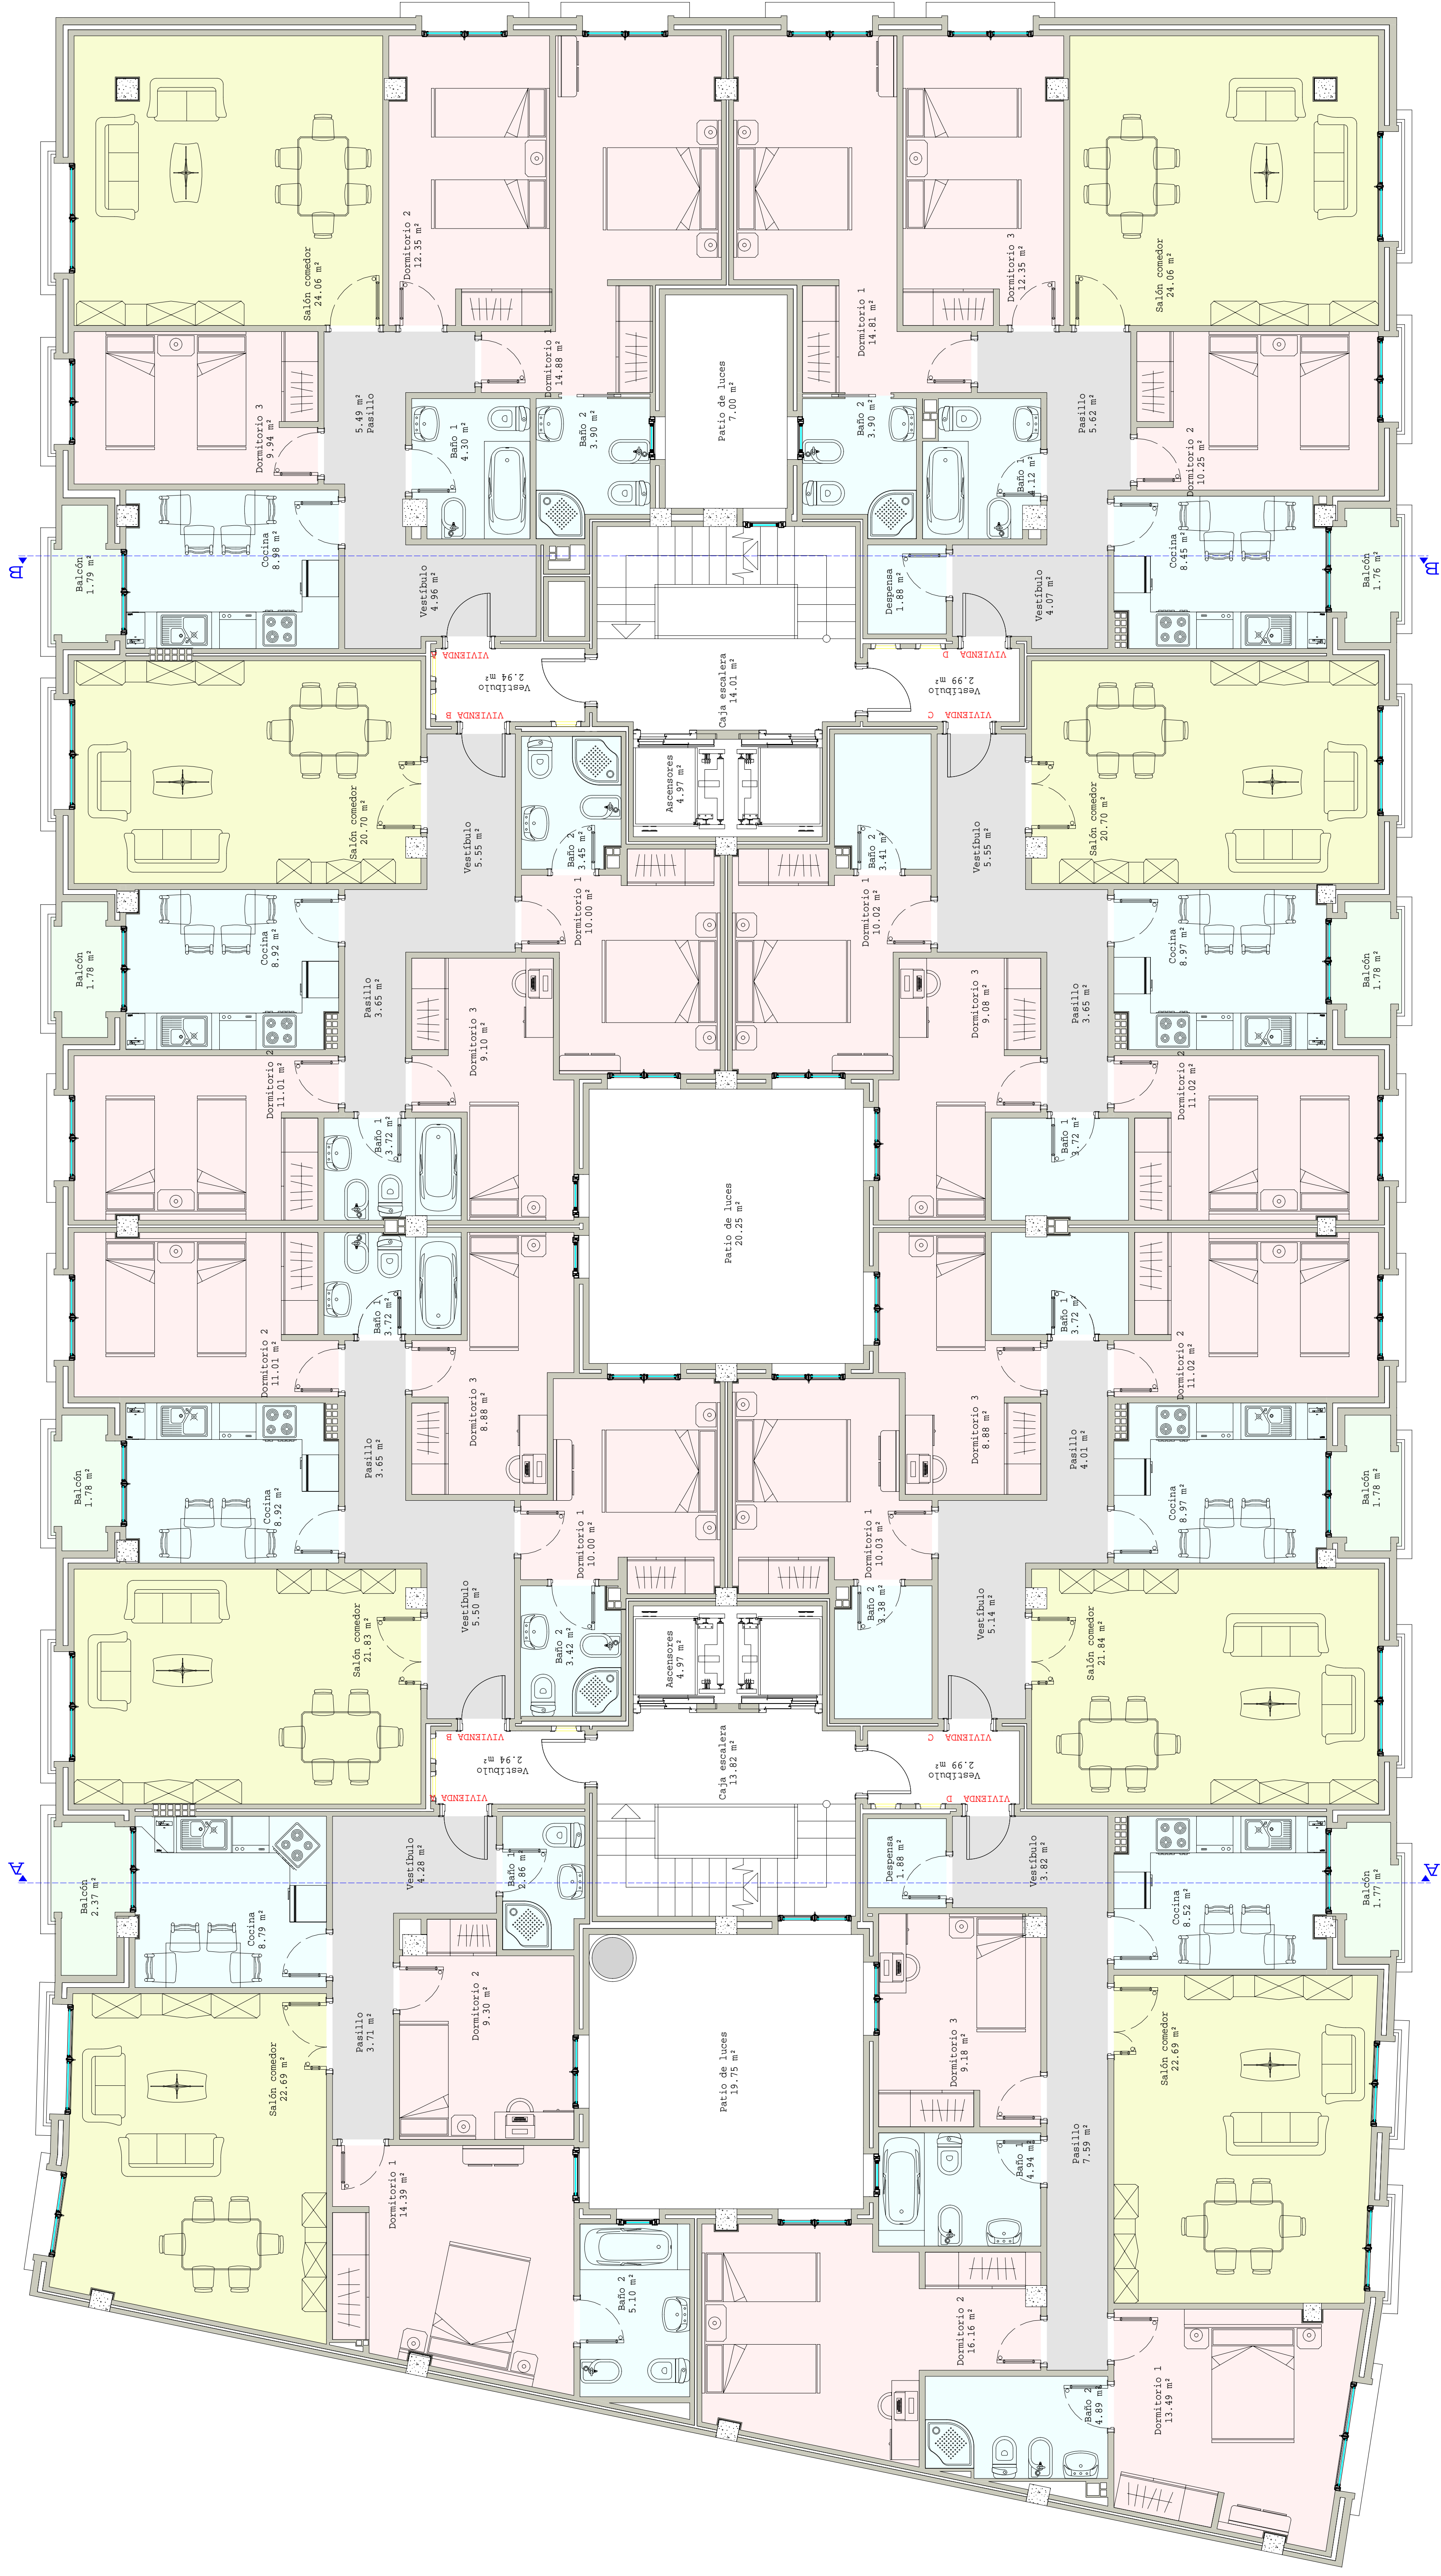 Salón comedor
24.06 m²
Dormitorio 2
12.35 m²
Dormitorio 1
14.88 m²
Dormitorio 3
9.94 m²
5.49 m²
Pasillo
Baño 1
4.30 m²
Baño 2
3.90 m²
Patio de luces
7.00 m²
Dormitorio 1
14.81 m²
Baño 2
3.90 m²
Dormitorio 3
12.35 m²
Salón comedor
24.06 m²
Pasillo
5.62 m²
Baño 1
4.12 m²
Dormitorio 2
10.25 m²
B
Balcón
1.79 m²
Cocina
8.98 m²
Vestíbulo
4.96 m²
Despensa
1.88 m²
Vestíbulo
4.07 m²
Cocina
8.45 m²
Balcón
1.76 m²
B
VIVIENDA A
Vestíbulo
2.94 m²
VIVIENDA B
Caja escalera
14.01 m²
VIVIENDA D
Vestíbulo
2.99 m²
VIVIENDA C
Salón comedor
20.70 m²
Vestíbulo
5.55 m²
Baño 2
3.45 m²
Ascensores
4.97 m²
Baño 2
3.41 m²
Vestíbulo
5.55 m²
Salón comedor
20.70 m²
Balcón
1.78 m²
Cocina
8.92 m²
Pasillo
3.65 m²
Dormitorio 1
10.00 m²
Dormitorio 3
9.10 m²
Dormitorio 1
10.02 m²
Dormitorio 3
9.08 m²
Pasillo
3.65 m²
Cocina
8.97 m²
Balcón
1.78 m²
Dormitorio 2
11.01 m²
Baño 1
3.72 m²
Patio de luces
20.25 m²
Baño 1
3.72 m²
Dormitorio 2
11.02 m²
Dormitorio 2
11.01 m²
Baño 1
3.72 m²
Baño 1
3.72 m²
Dormitorio 2
11.02 m²
Balcón
1.78 m²
Cocina
8.92 m²
Pasillo
3.65 m²
Dormitorio 3
8.88 m²
Dormitorio 1
10.00 m²
Dormitorio 1
10.03 m²
Dormitorio 3
8.88 m²
Pasillo
4.01 m²
Cocina
8.97 m²
Balcón
1.78 m²
Salón comedor
21.83 m²
Vestíbulo
5.50 m²
Baño 2
3.42 m²
Ascensores
4.97 m²
Baño 2
3.38 m²
Vestíbulo
5.14 m²
Salón comedor
21.84 m²
VIVIENDA B
Vestíbulo
2.94 m²
VIVIENDA A
Caja escalera
13.82 m²
VIVIENDA C
Vestíbulo
2.99 m²
VIVIENDA D
A
Balcón
2.37 m²
Cocina
8.79 m²
Vestíbulo
4.28 m²
Baño 1
2.86 m²
Despensa
1.88 m²
Vestíbulo
3.82 m²
Cocina
8.52 m²
Balcón
1.77 m²
A
Salón comedor
22.69 m²
Pasillo
3.71 m²
Dormitorio 2
9.30 m²
Patio de luces
19.75 m²
Dormitorio 3
9.18 m²
Pasillo
7.59 m²
Salón comedor
22.69 m²
Dormitorio 1
14.39 m²
Baño 2
5.10 m²
Baño 1
4.94 m²
Dormitorio 2
16.16 m²
Baño 2
4.89 m²
Dormitorio 1
13.49 m²